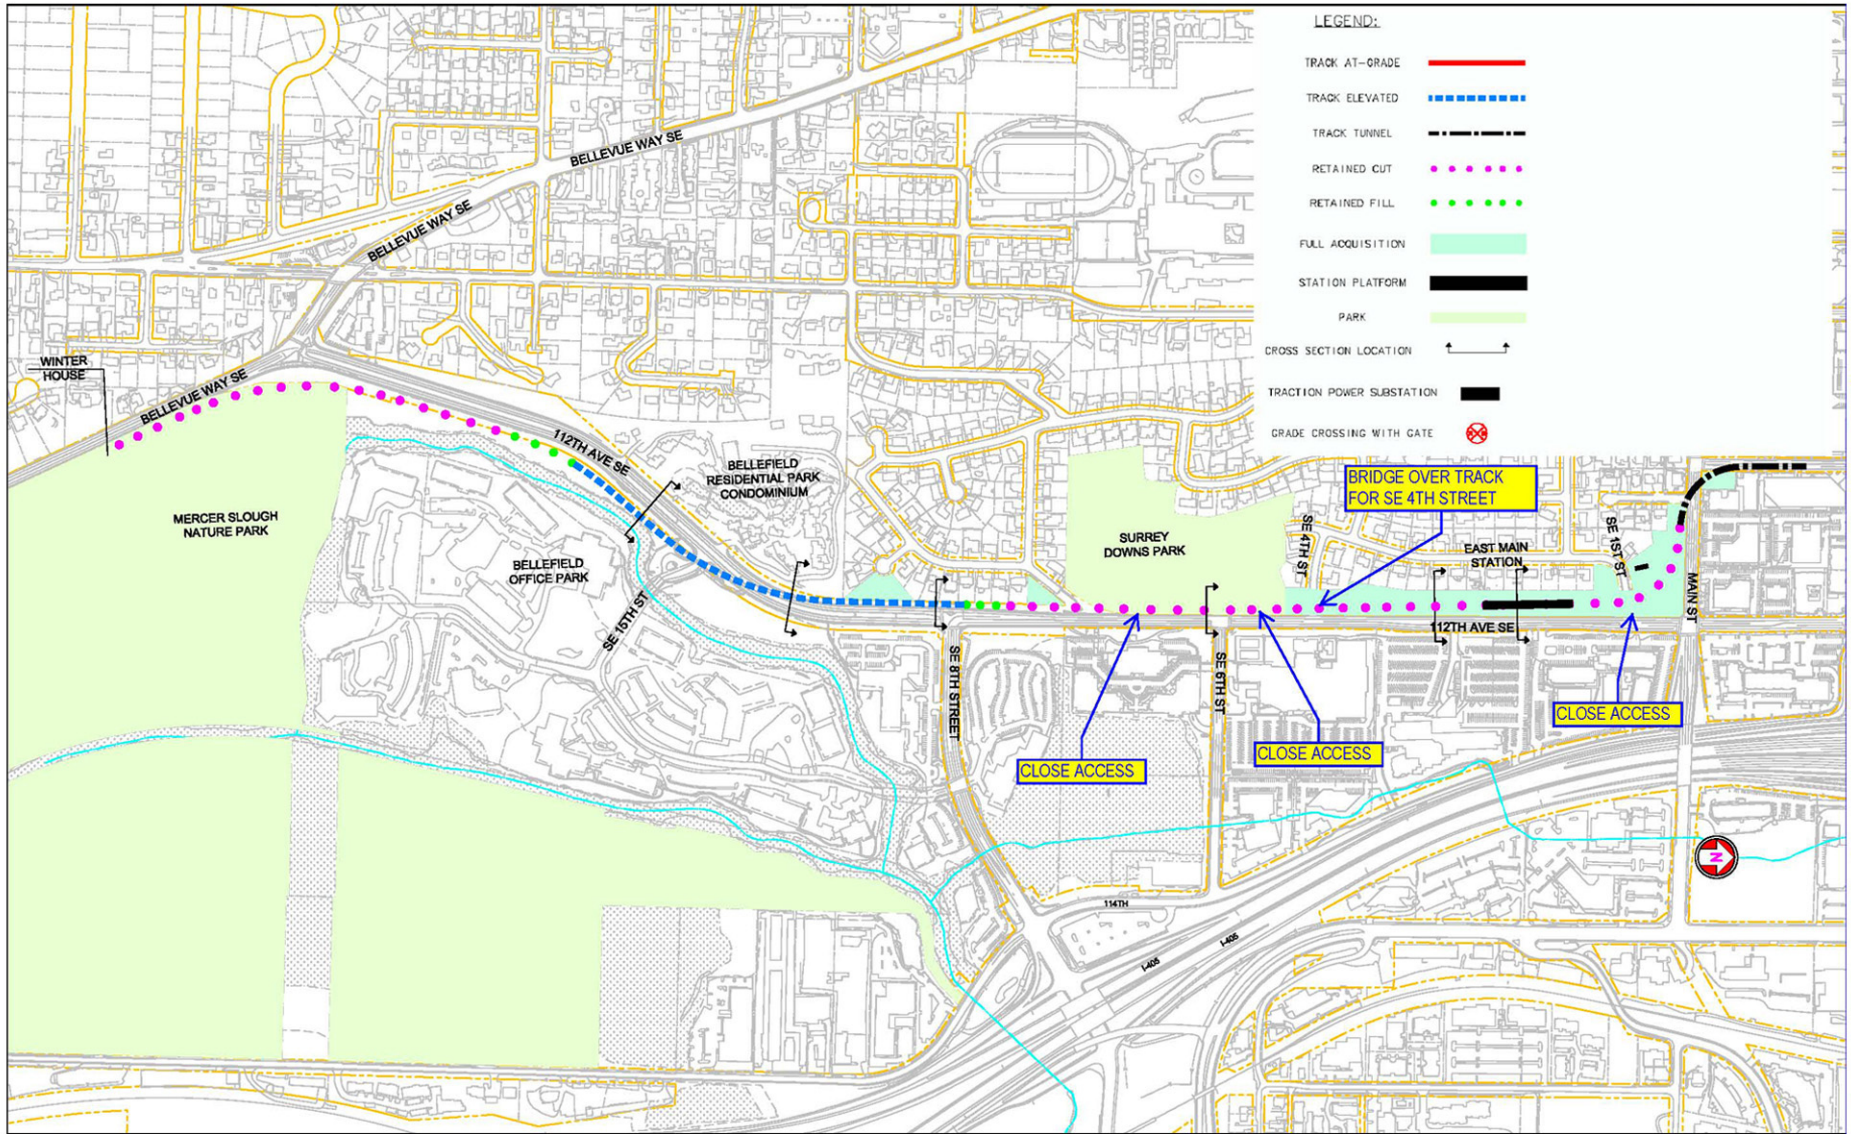 LEGEND:
TRACK AT-GRADE
TRACK ELEVATED
TRACK TUNNEL
RETAINED CUT
RETAINED FILL
FULL ACQUISITION
STATION PLATFORM
PARK
CROSS SECTION LOCATION
TRACTION POWER SUBSTATION
GRADE CROSSING WITH GATE
BELLEVUE WAY SE
BELLEVUE WAY SE
WINTER
HOUSE
BELLEVUE WAY SE
112TH AVE SE
BELLEFIELD
RESIDENTIAL PARK
CONDOMINIUM
MERCER SLOUGH
NATURE PARK
BELLEFIELD
OFFICE PARK
SE 15TH ST
SURREY
DOWNS PARK
BRIDGE OVER TRACK
FOR SE 4TH STREET
SE 4TH ST
EAST MAIN
STATION
SE 1ST ST
MAIN ST
112TH AVE SE
SE 8TH STREET
SE 6TH ST
CLOSE ACCESS
CLOSE ACCESS
CLOSE ACCESS
N
114TH
I-405
I-405